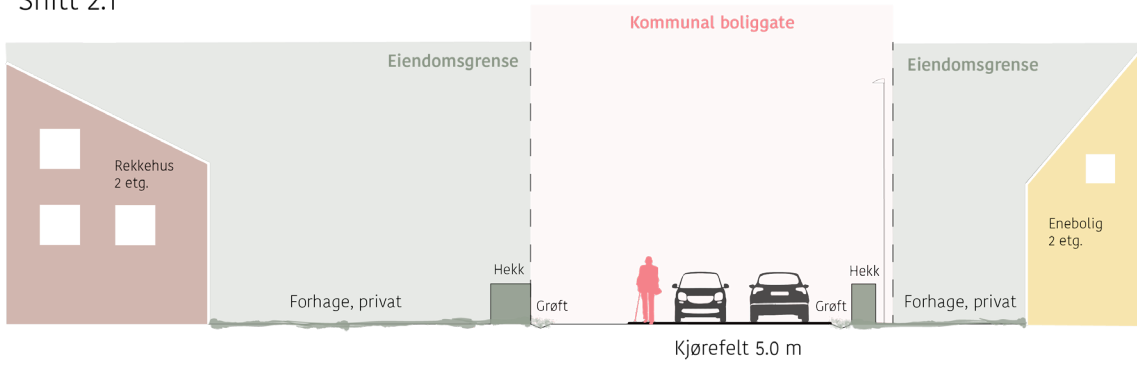 Snitt 2.1
Kommunal boliggate
Eiendomsgrense
Eiendomsgrense
Rekkehus
2 etg.
Enebolig
2 etg.
Hekk
Hekk
Forhage, privat
Grøft
Grøft
Forhage, privat
Kjørefelt 5.0 m